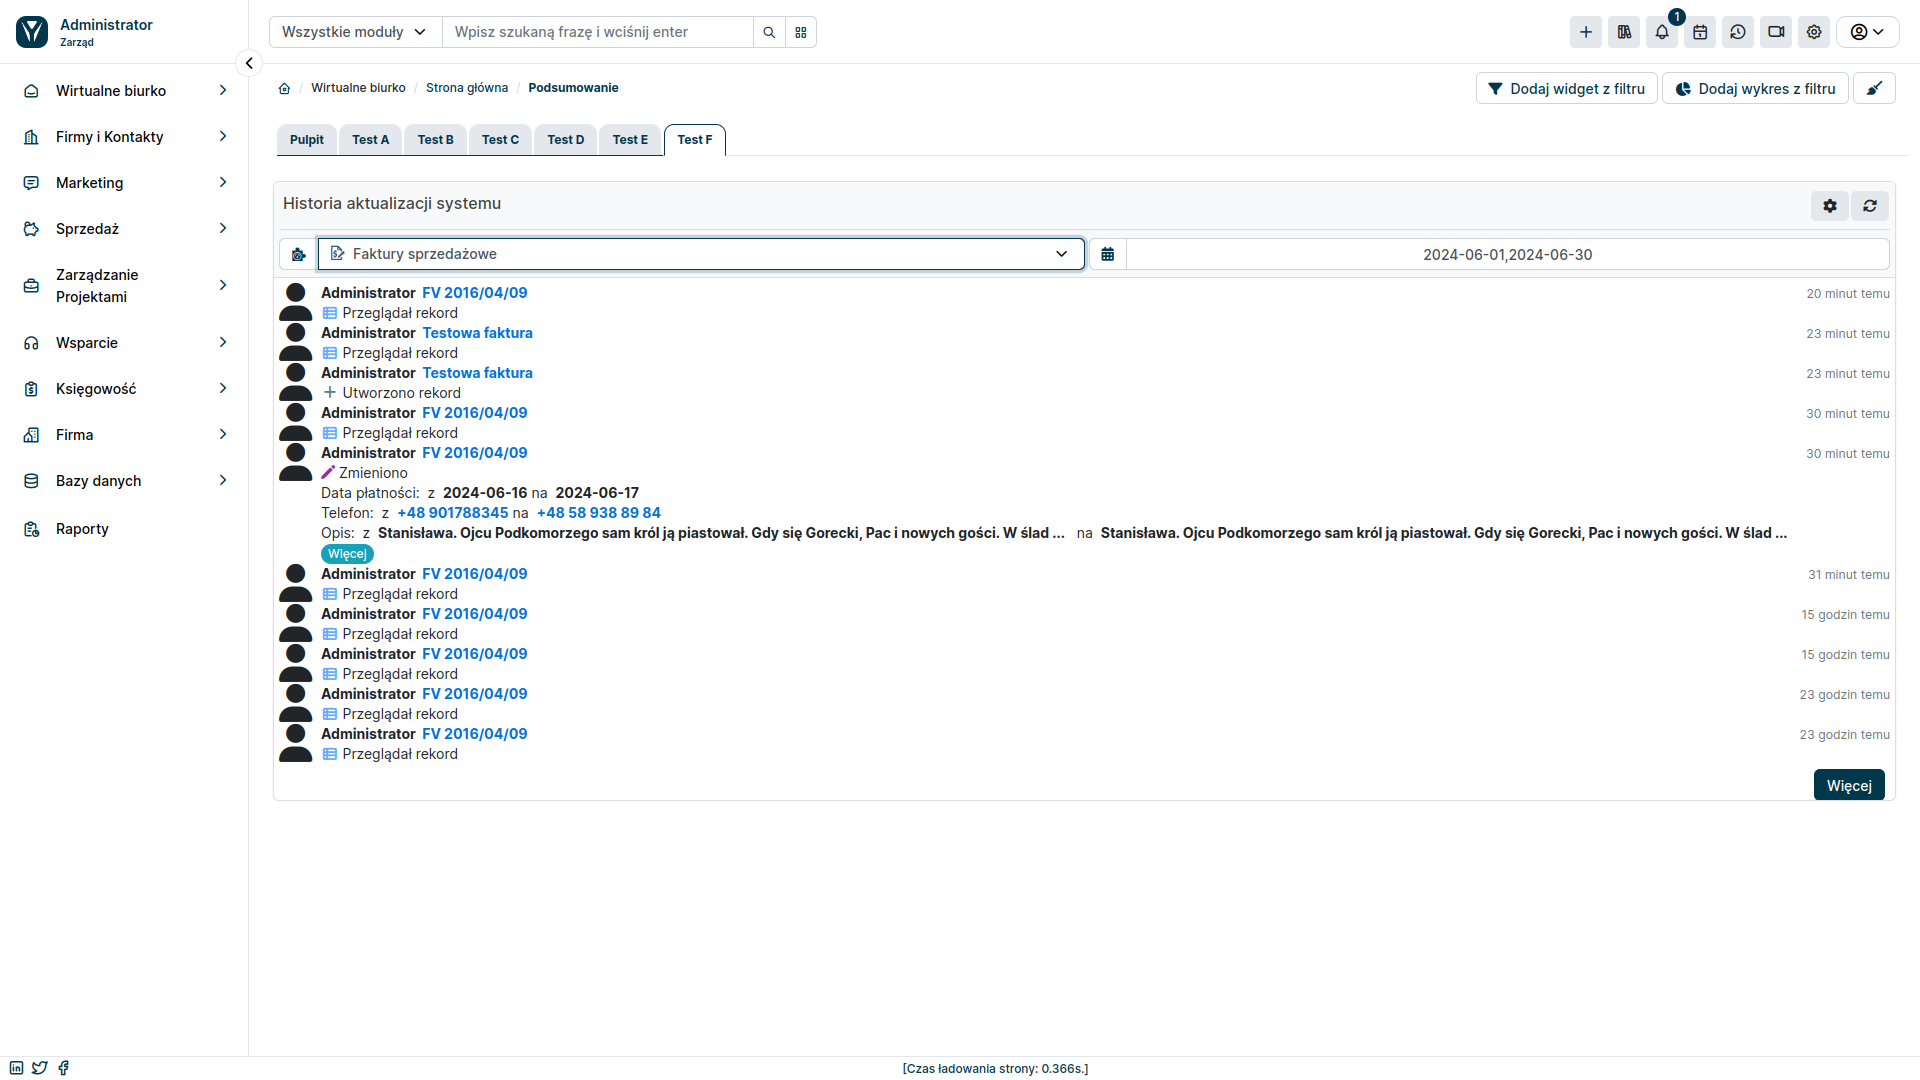 Administrator
Zarząd
Wszystkie moduły
Wpisz szukaną frazę i wciśnij enter
1
Wirtualne biurko
Firmy i Kontakty
Marketing
Sprzedaż
Zarządzanie
Projektami
Wsparcie
Księgowość
Firma
Bazy danych
Raporty
/ Wirtualne biurko / Strona główna / Podsumowanie
Dodaj widget z filtru
Dodaj wykres z filtru
Pulpit Test A Test B Test C Test D Test E Test F
Historia aktualizacji systemu
Faktury sprzedażowe
2024-06-01,2024-06-30
Administrator FV 2016/04/09 20 minut temu
Przeglądał rekord
Administrator Testowa faktura 23 minut temu
Przeglądał rekord
Administrator Testowa faktura 23 minut temu
Utworzono rekord
Administrator FV 2016/04/09 30 minut temu
Przeglądał rekord
Administrator FV 2016/04/09 30 minut temu
Zmieniono
Data płatności: z 2024-06-16 na 2024-06-17
Telefon: z +48 901788345 na +48 58 938 89 84
Opis: z Stanisława. Ojcu Podkomorzego sam król ją piastował. Gdy się Gorecki, Pac i nowych gości. W ślad ... na Stanisława. Ojcu Podkomorzego sam król ją piastował. Gdy się Gorecki, Pac i nowych gości. W ślad ...
Więcej
Administrator FV 2016/04/09 31 minut temu
Przeglądał rekord
Administrator FV 2016/04/09 15 godzin temu
Przeglądał rekord
Administrator FV 2016/04/09 15 godzin temu
Przeglądał rekord
Administrator FV 2016/04/09 23 godzin temu
Przeglądał rekord
Administrator FV 2016/04/09 23 godzin temu
Przeglądał rekord
Więcej
[Czas ładowania strony: 0.366s.]